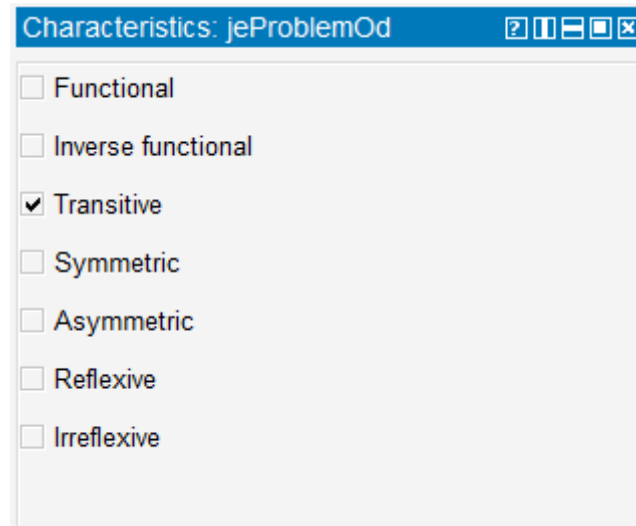 Characteristics: jeProblemOd
Functional
Inverse functional
Transitive
Symmetric
Asymmetric
Reflexive
Irreflexive